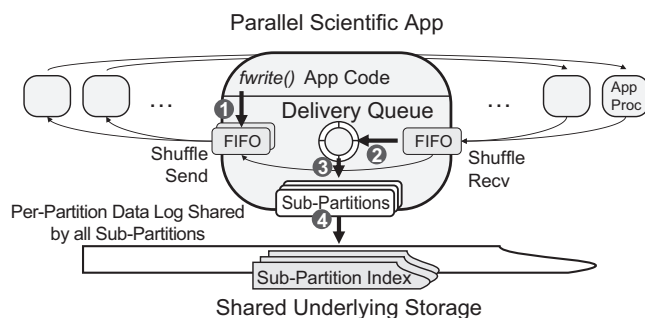 Parallel Scientific App
fwrite() App Code
... ...
App
Proc
1
Delivery Queue
FIFO
2
FIFO
Shuffle
Send
3
Shuffle
Recv
Sub-Partitions
4
Per-Partition Data Log Shared
by all Sub-Partitions
Sub-Partition Index
Shared Underlying Storage